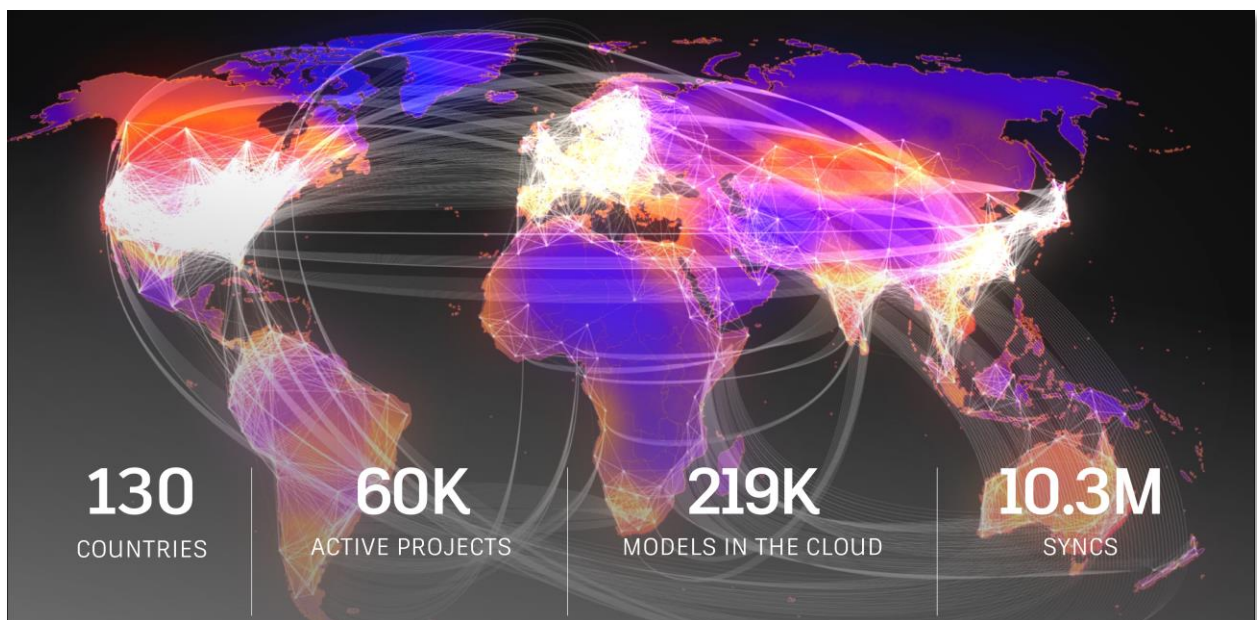 130
COUNTRIES
60K
ACTIVE PROJECTS
219K
MODELS IN THE CLOUD
10.3M
SYNCS